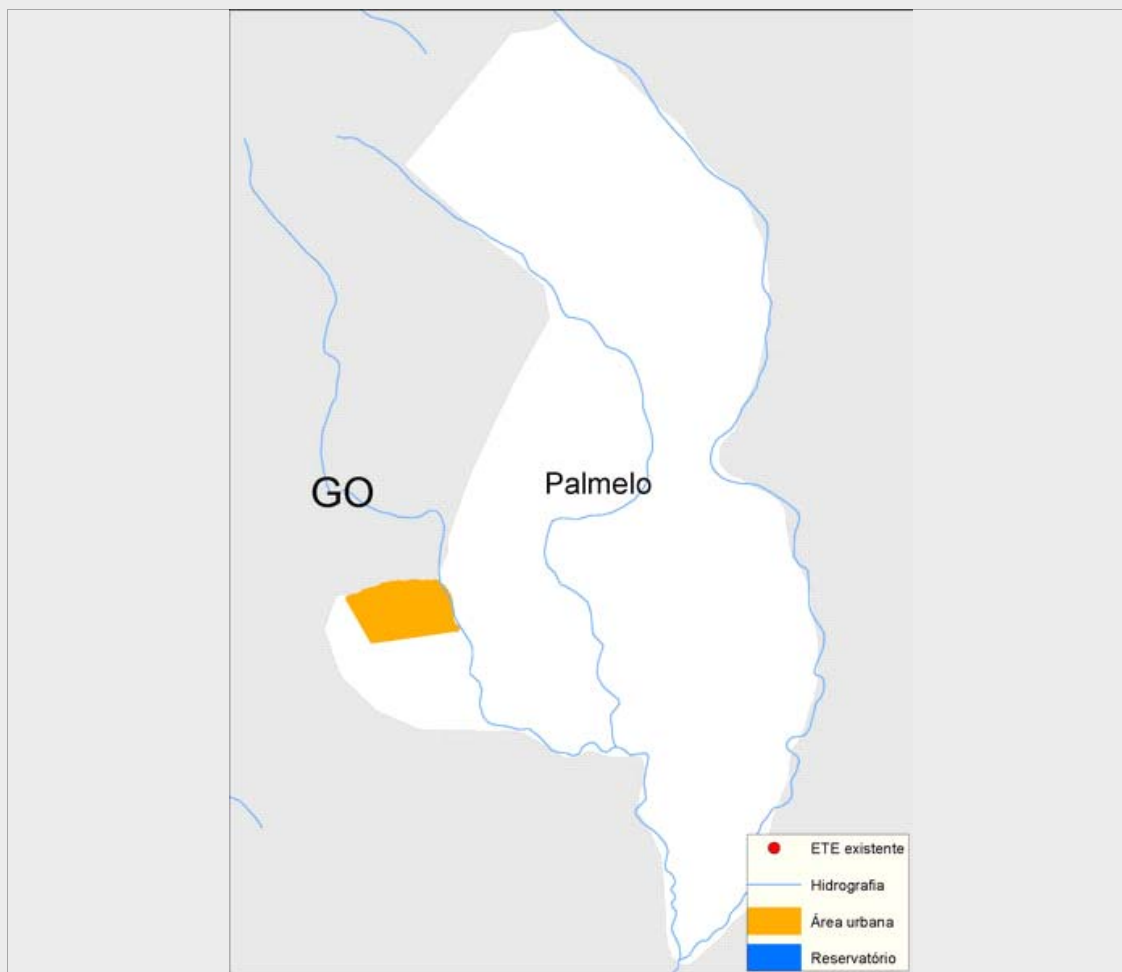 Palmelo
GO
ETE existente
Hidrografia
Área urbana
Reservatório